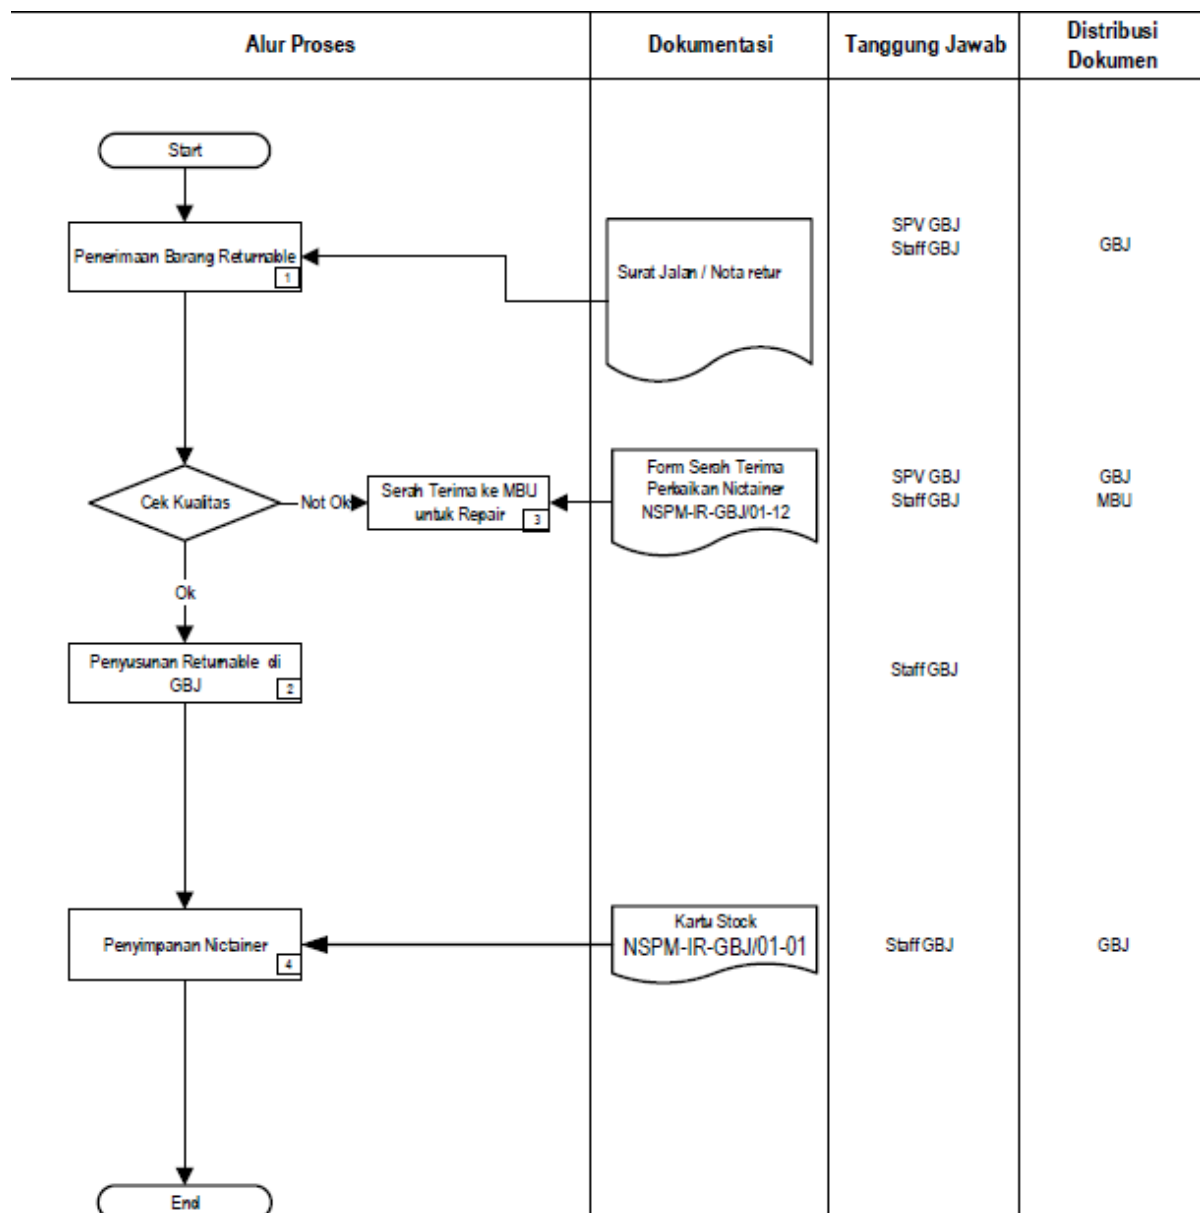 Alur Proses
Dokumentasi
Tanggung Jawab
Distribusi
Dokumen
Start
Penerimaan Barang Returnable
1
Surat Jalan / Nota retur
SPV GBJ
Staff GBJ
GBJ
Cek Kualitas
Not Ok
Serah Terima ke MBU
untuk Repair
3
Form Serah Terima
Perbaikan Nictainer
NSPM-IR-GBJ/01-12
SPV GBJ
Staff GBJ
GBJ
MBU
Ok
Penyusunan Returnable di
GBJ
2
Staff GBJ
Penyimpanan Nictainer
4
Kartu Stock
NSPM-IR-GBJ/01-01
Staff GBJ
GBJ
End